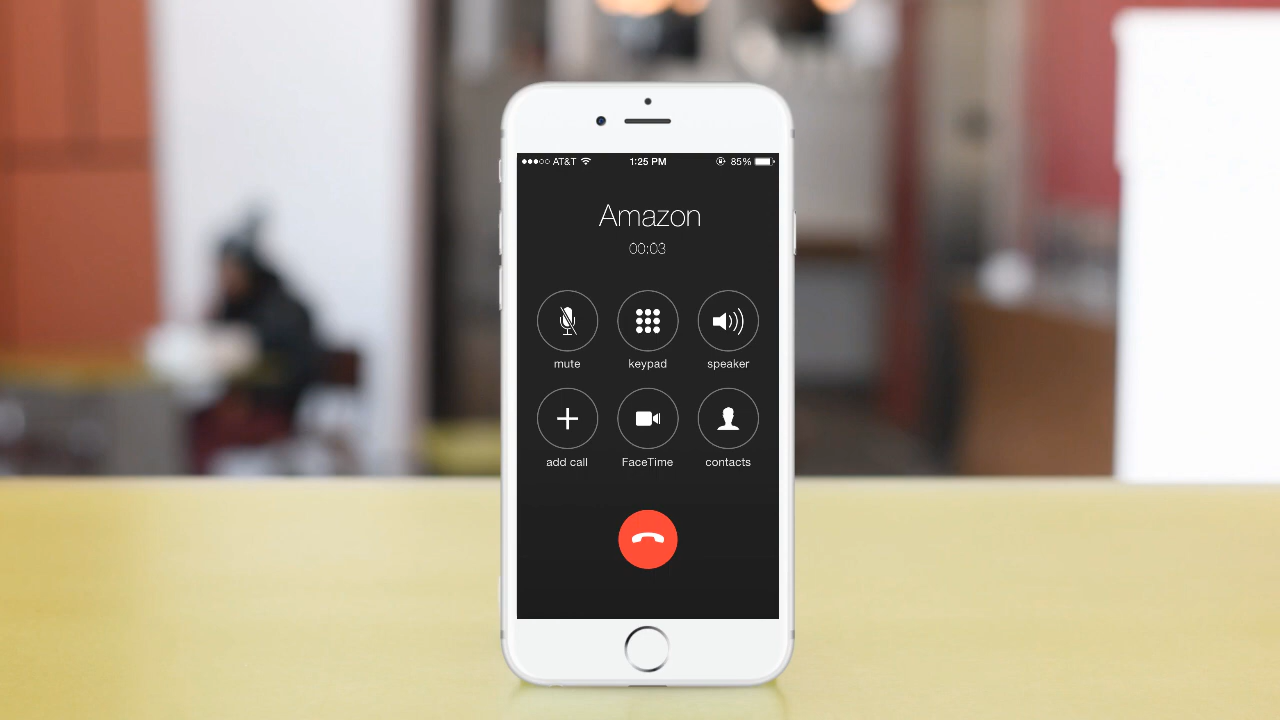 AT&T 1:25 PM 85%
Amazon
00:03
mute keypad speaker
add call FaceTime contacts